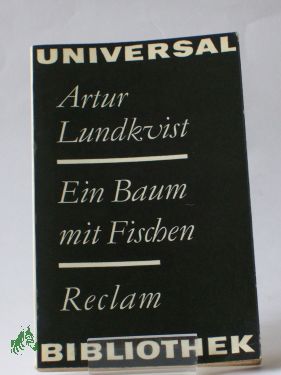 UNIVERSAL
Artur
Lundkvist
Ein Baum
mit Fischen
Reclam
BIBLIOTHEK